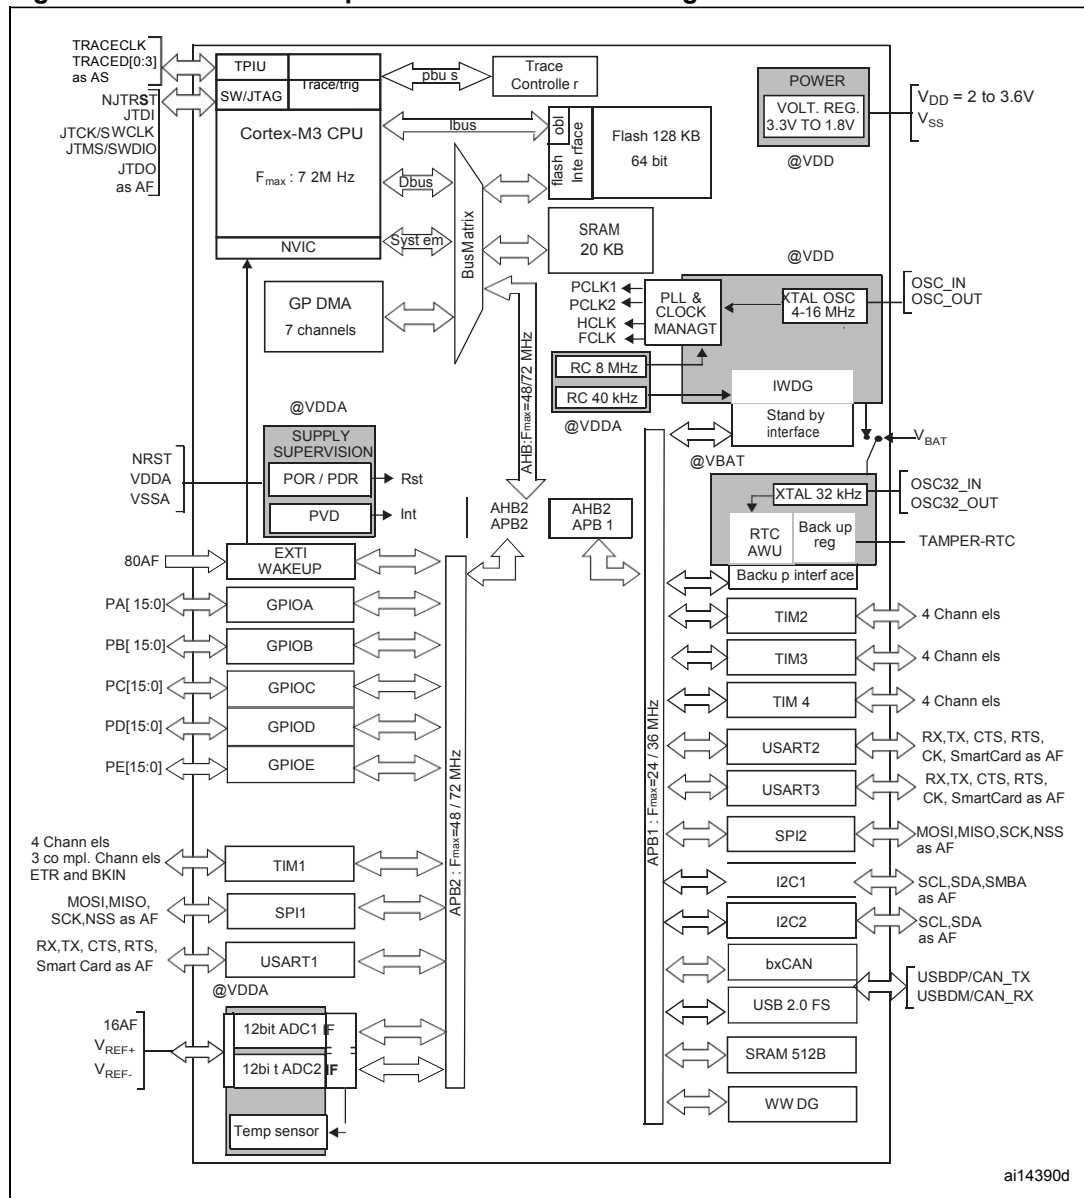 TRACECLK
TRACED[0:3]
as AS
NJTRST
JTDI
JTCK/SWCLK
JTMS/SWDIO
JTDO
as AF
TPIU
SW/JTAG
Trace/trig
Cortex-M3 CPU
Fmax : 7 2M Hz
NVIC
pbu s
Trace
Controlle r
Ibus
Dbus
Syst em
BusM atrix
flash obl
Inte rface
Flash 128 KB
64 bit
SRAM
20 KB
GP DMA
7 channels
POWER
VOLT. REG.
3.3V TO 1.8V
@VDD
VDD = 2 to 3.6V
VSS
@VDD
PCLK1
PCLK2
HCLK
FCLK
PLL &
CLOCK
MANAGT
XTAL OSC
4-16 MHz
OSC_IN
OSC_OUT
RC 8 MHz
RC 40 kHz
@VDDA
IWDG
Stand by
interface
@VBAT
VBAT
XTAL 32 kHz
OSC32_IN
OSC32_OUT
RTC
AWU
Back up
reg
TAMPER-RTC
Backu p interf ace
AHB:Fmax=48/72 MHz
@VDDA
SUPPLY
SUPERVISION
NRST
VDDA
VSSA
POR / PDR
Rst
PVD
Int
AHB2
APB2
AHB2
APB 1
80AF
EXTI
WAKEUP
PA[ 15:0]
GPIOA
PB[ 15:0]
GPIOB
PC[15:0]
GPIOC
PD[15:0]
GPIOD
PE[15:0]
GPIOE
APB2 : Fmax=48 / 72 MHz
4 Chann els
3 co mpl. Chann els
ETR and BKIN
TIM1
MOSI,MISO,
SCK,NSS as AF
SPI1
RX,TX, CTS, RTS,
Smart Card as AF
USART1
@VDDA
16AF
VREF+
VREF-
12bit ADC1 IF
12bi t ADC2 IF
Temp sensor
APB1 : Fmax=24 / 36 MHz
TIM2
4 Chann els
TIM3
4 Chann els
TIM 4
4 Chann els
USART2
RX,TX, CTS, RTS,
CK, SmartCard as AF
USART3
RX,TX, CTS, RTS,
CK, SmartCard as AF
SPI2
MOSI,MISO,SCK,NSS
as AF
I2C1
SCL,SDA,SMBA
as AF
I2C2
SCL,SDA
as AF
bxCAN
USB 2.0 FS
USBDP/CAN_TX
USBDM/CAN_RX
SRAM 512B
WW DG
ai14390d